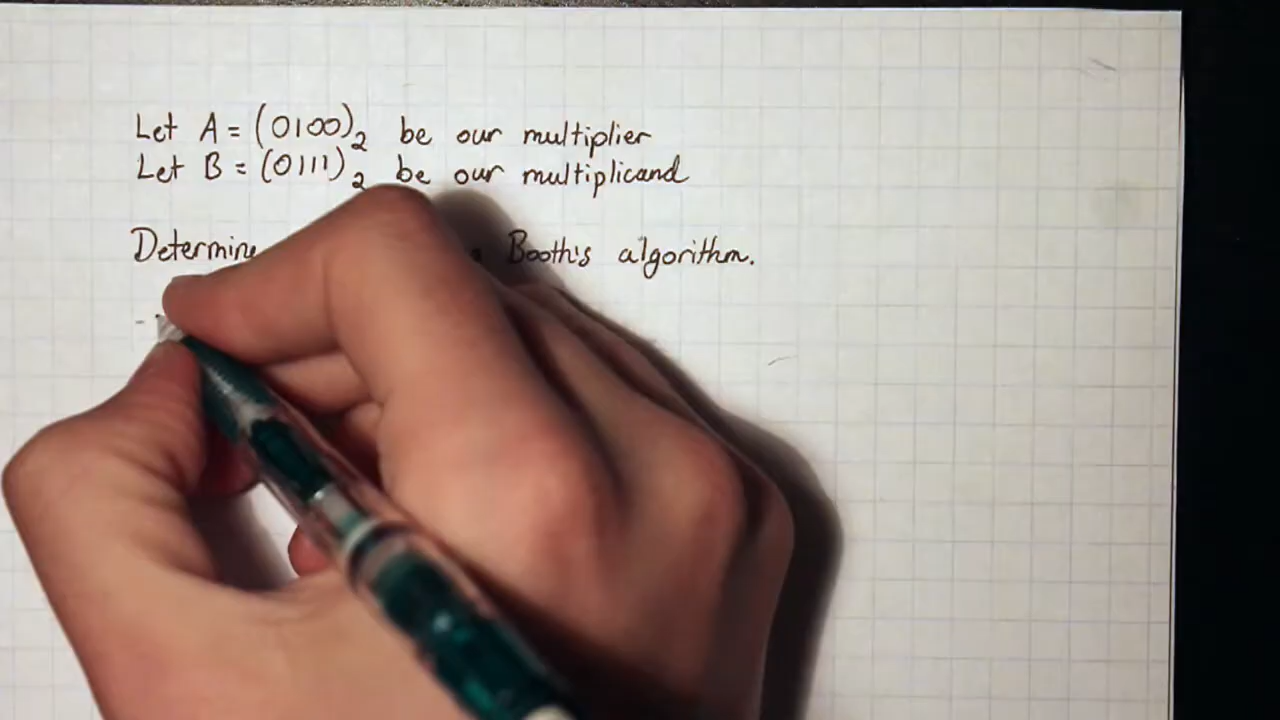 Let A = (0100)₂ be our multiplier
Let B = (0111)₂ be our multiplicand
Determine Booth's algorithm.
-